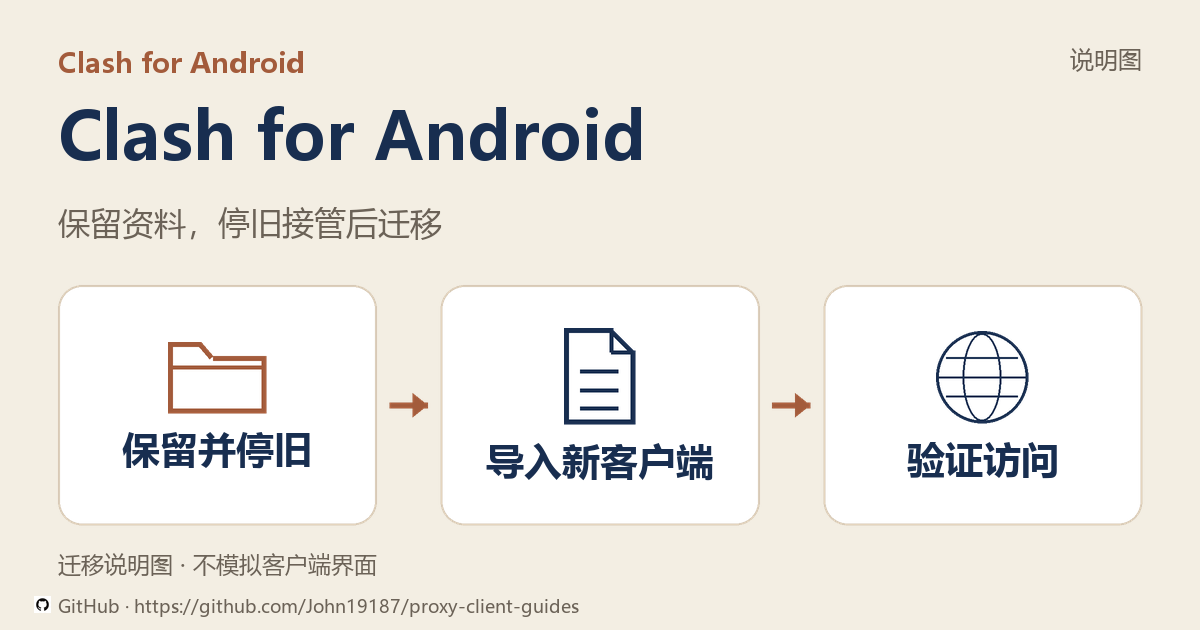 Clash for Android
说明图
Clash for Android
保留资料，停旧接管后迁移
保留并停旧
导入新客户端
验证访问
迁移说明图 · 不模拟客户端界面
GitHub · https://github.com/John19187/proxy-client-guides